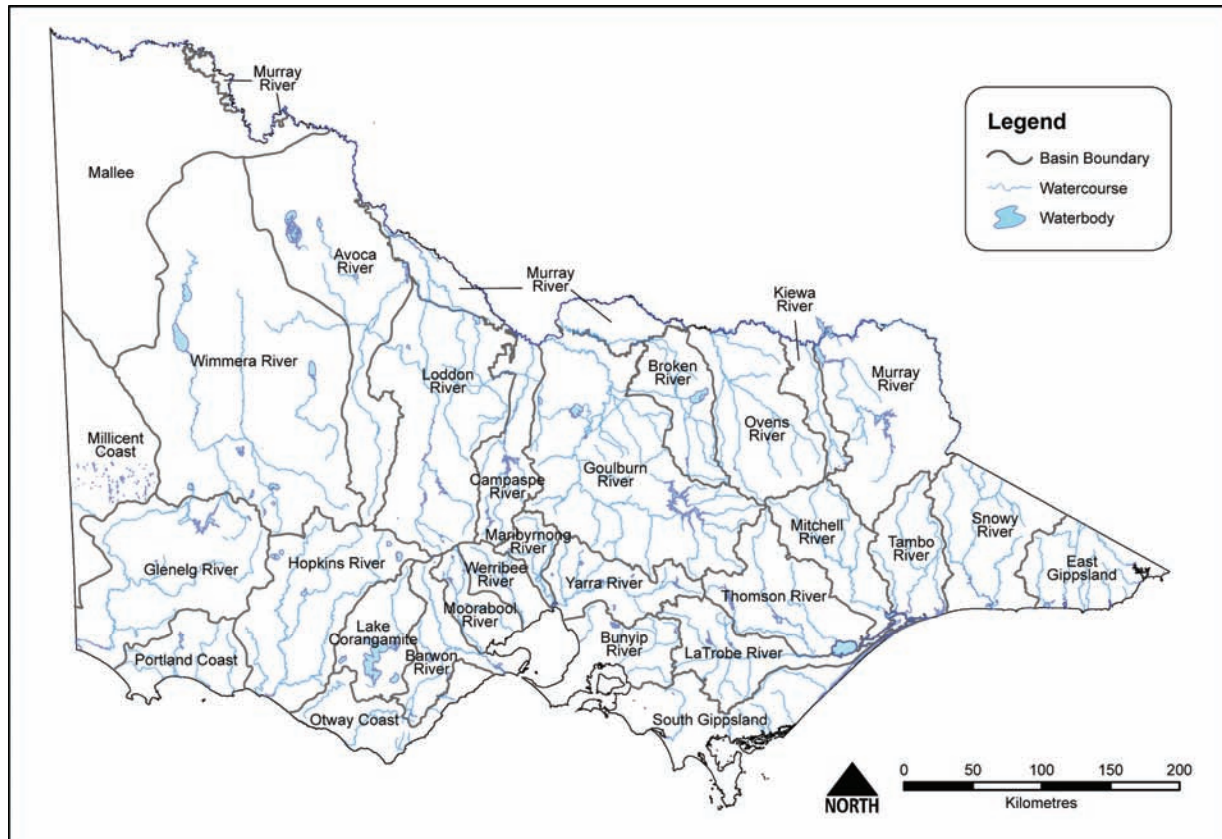 Murray
River
Mallee
Legend
Basin Boundary
Watercourse
Waterbody
Avoca
River
Murray
River
Kiewa
River
Wimmera River
Loddon
River
Broken
River
Murray
River
Millicent
Coast
Ovens
River
Campaspe
River
Goulburn
River
Mitchell
River
Tambo
River
Snowy
River
East
Gippsland
Glenelg River
Hopkins River
Maribyrnong
River
Werribee
River
Yarra River
Thomson River
Moorabool
River
Lake
Corangamite
Barwon
River
Bunyip
River
LaTrobe River
Portland Coast
Otway Coast
South Gippsland
NORTH
0 50 100 150 200
Kilometres